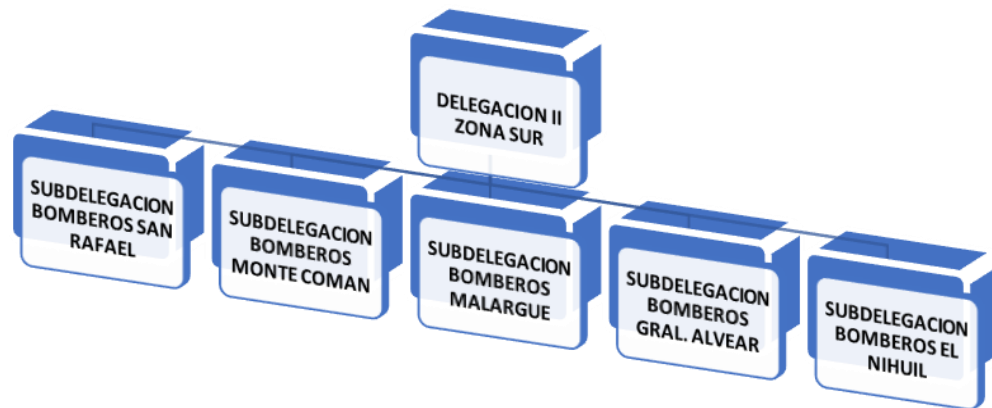 DELEGACION II
ZONA SUR
SUBDELEGACION
BOMBEROS SAN
RAFAEL
SUBDELEGACION
BOMBEROS
MONTE COMAN
SUBDELEGACION
BOMBEROS
MALARGUE
SUBDELEGACION
BOMBEROS
GRAL. ALVEAR
SUBDELEGACION
BOMBEROS EL
NIHUIL